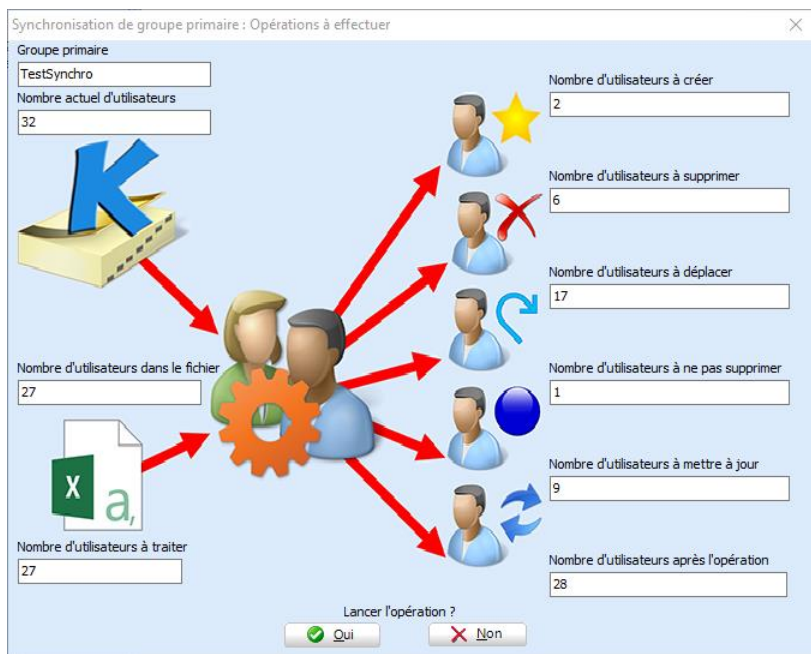 Synchronisation de groupe primaire : Opérations à effectuer
Groupe primaire
TestSynchro
Nombre actuel d'utilisateurs
32
K
Nombre d'utilisateurs dans le fichier
27
X
a,
Nombre d'utilisateurs à traiter
27
Nombre d'utilisateurs à créer
2
Nombre d'utilisateurs à supprimer
6
Nombre d'utilisateurs à déplacer
17
Nombre d'utilisateurs à ne pas supprimer
1
Nombre d'utilisateurs à mettre à jour
9
Nombre d'utilisateurs après l'opération
28
Lancer l'opération ?
Oui
Non